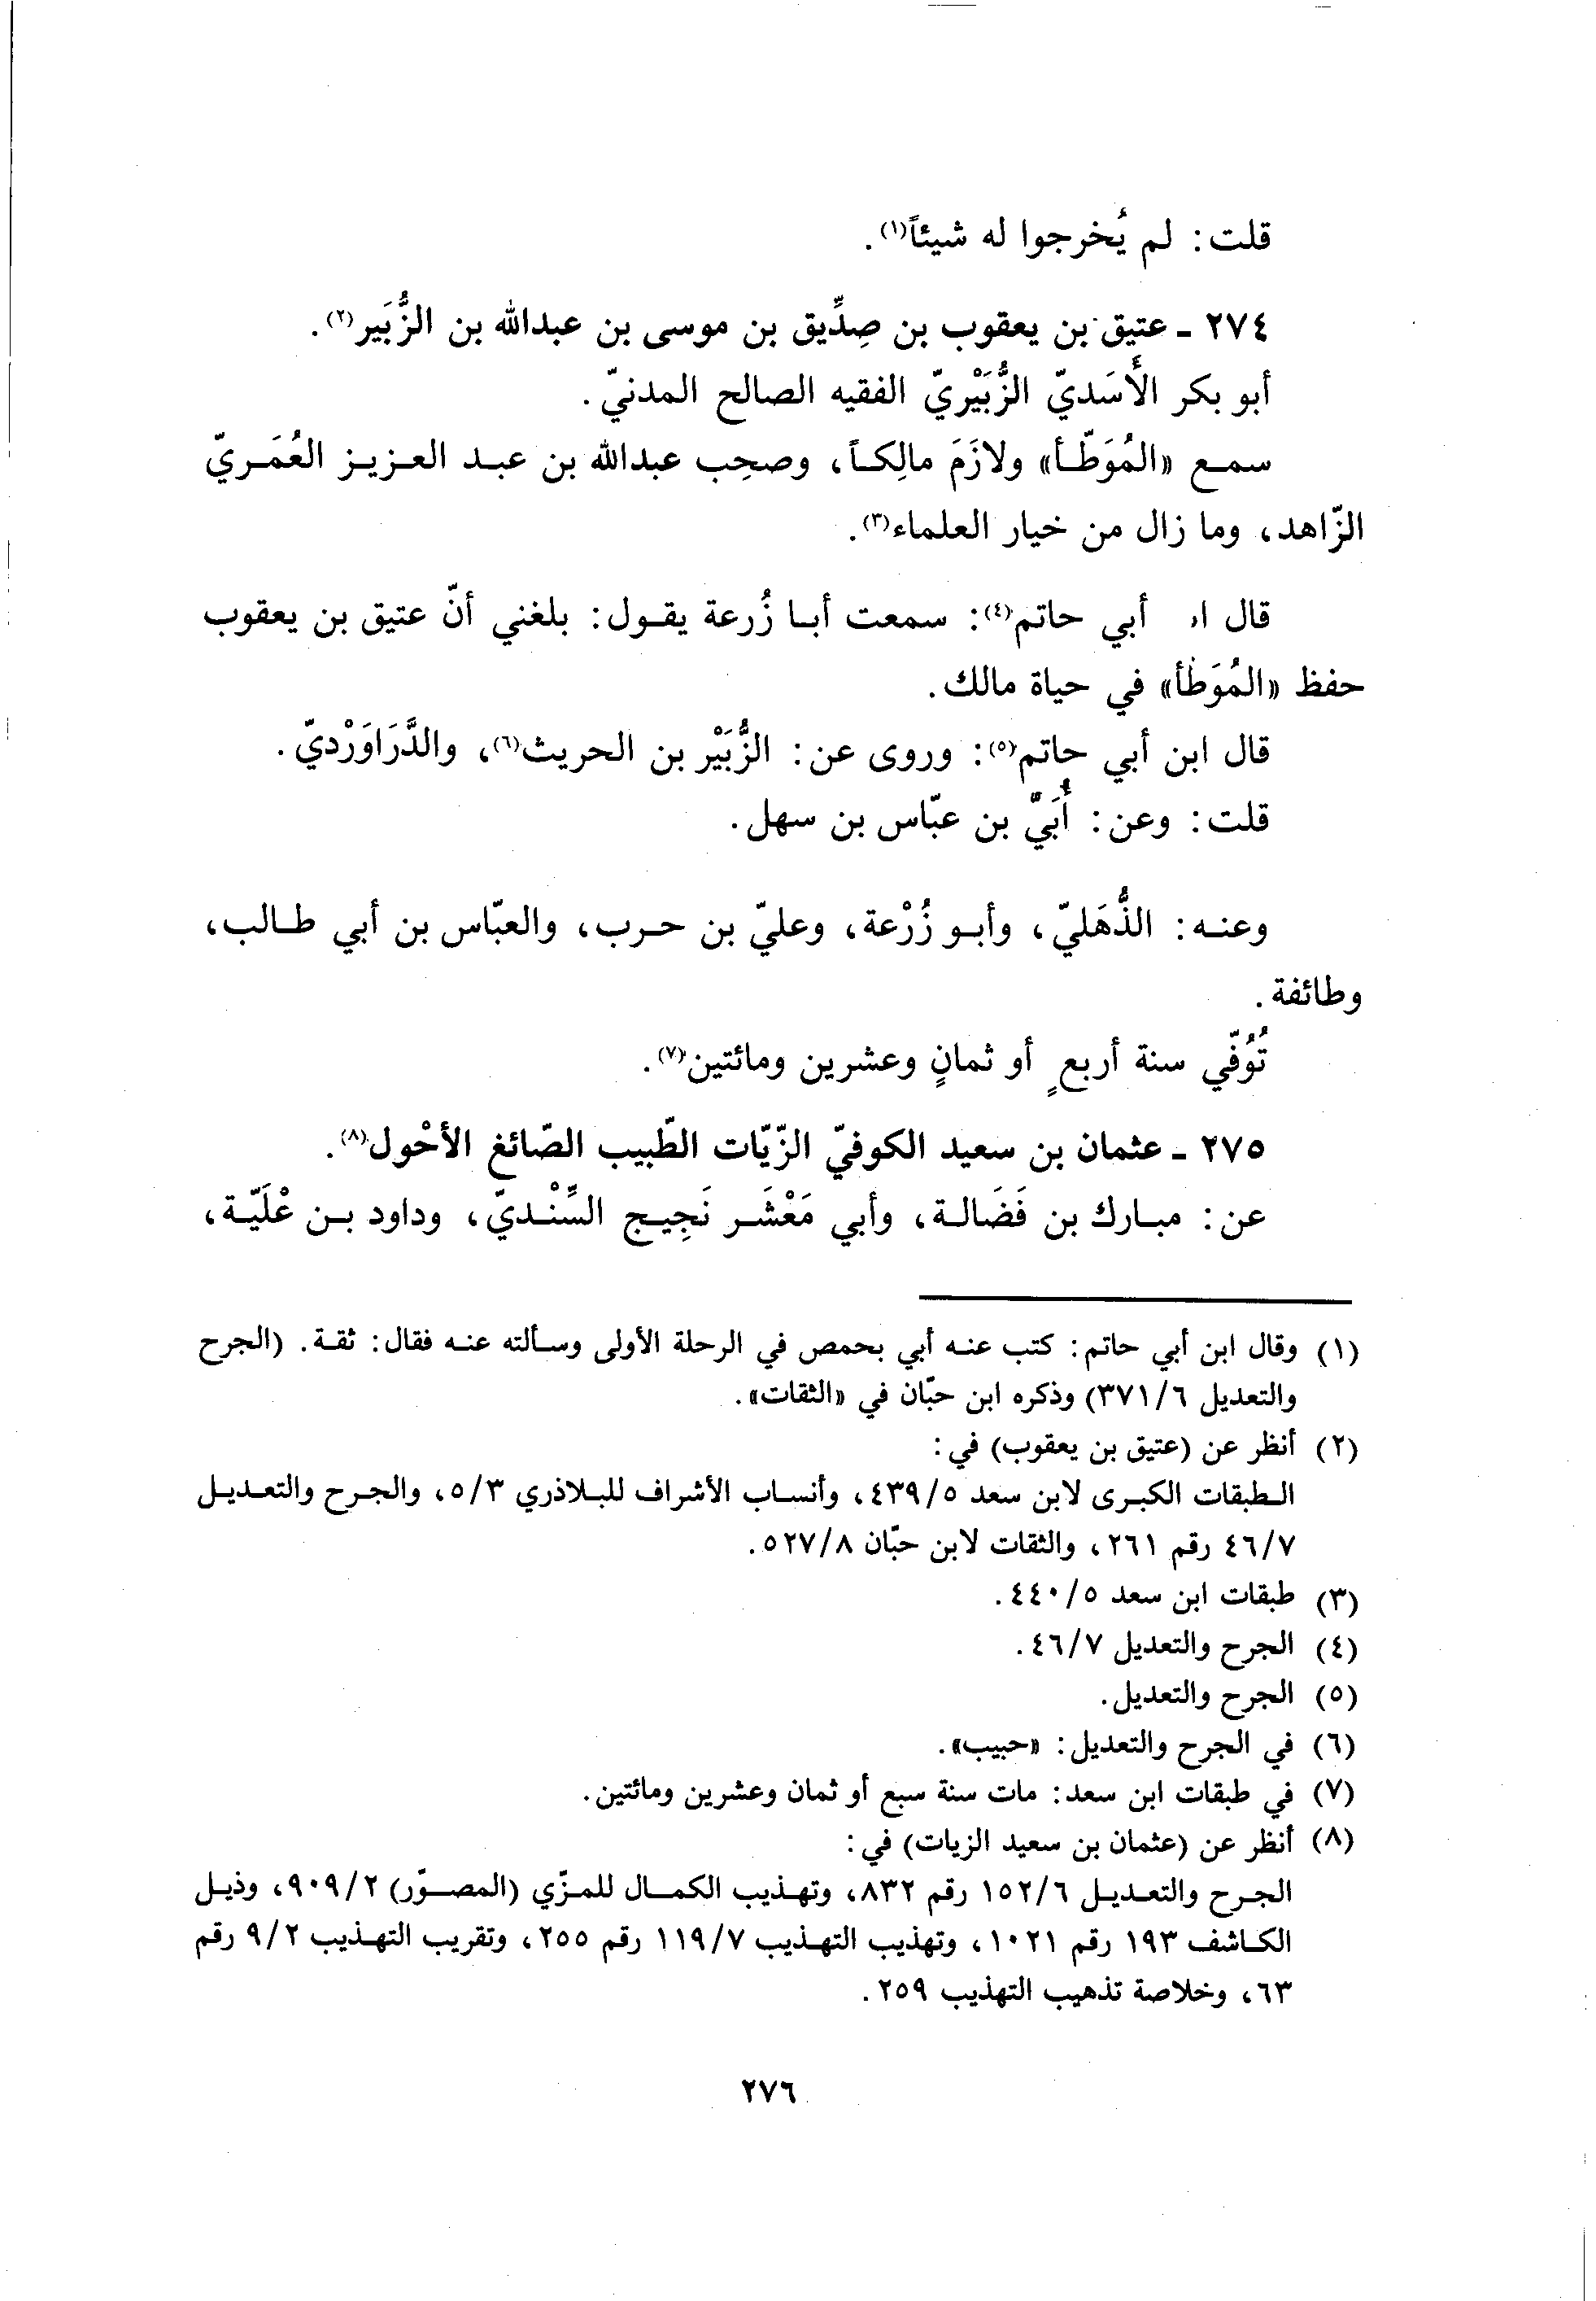 قلت: لم يُخرجوا له شيئاً(١).
٢٧٤ ـ عتيق بن يعقوب بن صِدِّيق بن موسى بن عبدالله بن الزُّبَير(٢).
أبو بكر الأَسَديّ الزُّبَيْريّ الفقيه الصالح المدنيّ.
سمع «المُوَطّأ» ولازَمَ مالِكاً، وصحِب عبدالله بن عبد العزيز العُمَريّ
الزّاهد، وما زال من خيار العلماء(٣).
قال أبي حاتم(٤): سمعت أبا زُرعة يقول: بلغني أنّ عتيق بن يعقوب
حفظ «المُوَطأ» في حياة مالك.
قال ابن أبي حاتم(٥): وروى عن: الزُّبَيْر بن الحريث(٦)، والدَّرَاوَرْديّ.
قلت: وعن: أُبَيّ بن عبّاس بن سهل.
وعنه: الذُّهَليّ، وأبو زُرْعة، وعليّ بن حرب، والعبّاس بن أبي طالب،
وطائفة.
تُوُفّي سنة أربعٍ أو ثمانٍ وعشرين ومائتين(٧).
٢٧٥ ـ عثمان بن سعيد الكوفيّ الزّيّات الطّبيب الصّائغ الأحْول(٨).
عن: مبارك بن فَضَالة، وأبي مَعْشَر نَجِيج السِّنْديّ، وداود بن عْلَيّة،
(١) وقال ابن أبي حاتم: كتب عنه أبي بحمص في الرحلة الأولى وسألته عنه فقال: ثقة. (الجرح
والتعديل ٣٧١/٦) وذكره ابن حبّان في «الثقات».
(٢) أنظر عن (عتيق بن يعقوب) في:
الطبقات الكبرى لابن سعد ٤٣٩/٥، وأنساب الأشراف للبلاذري ٥/٣، والجرح والتعديل
٤٦/٧ رقم ٢٦١، والثقات لابن حبّان ٥٢٧/٨.
(٣) طبقات ابن سعد ٤٤٠/٥.
(٤) الجرح والتعديل ٤٦/٧.
(٥) الجرح والتعديل.
(٦) في الجرح والتعديل: «حبيب».
(٧) في طبقات ابن سعد: مات سنة سبع أو ثمان وعشرين ومائتين.
(٨) أنظر عن (عثمان بن سعيد الزيات) في:
الجرح والتعديل ١٥٢/٦ رقم ٨٣٢، وتهذيب الكمال للمزّي (المصوّر) ٩٠٩/٢، وذيل
الكاشف ١٩٣ رقم ١٠٢١، وتهذيب التهذيب ١١٩/٧ رقم ٢٥٥، وتقريب التهذيب ٩/٢ رقم
٦٣، وخلاصة تذهيب التهذيب ٢٥٩.
٢٧٦